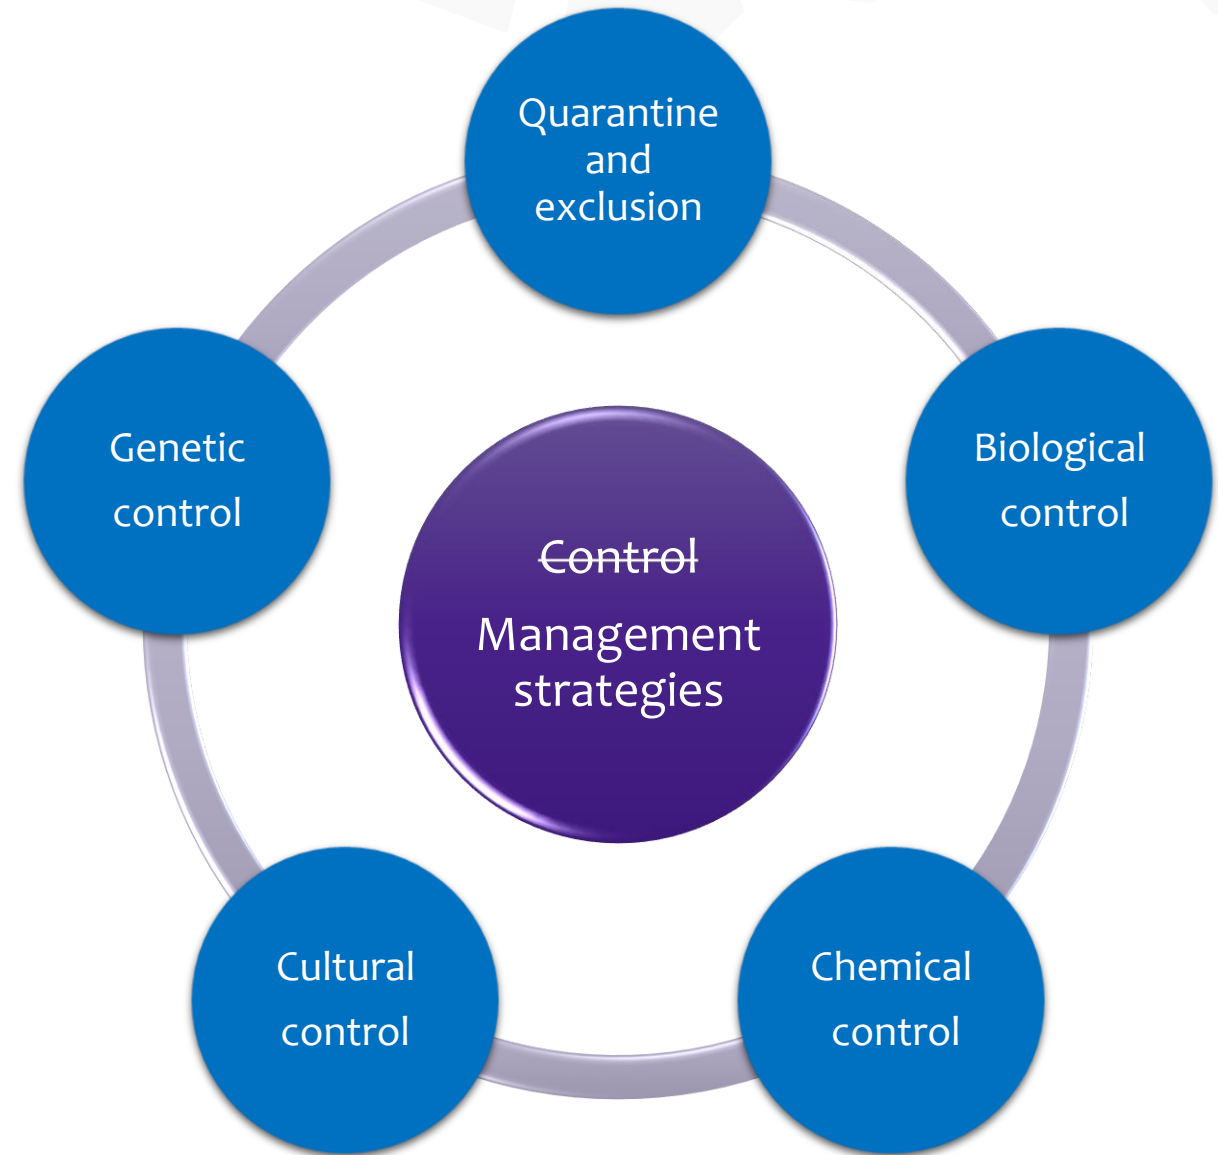 Quarantine
and
exclusion
Genetic
control
Biological
control
Control
Management
strategies
Cultural
control
Chemical
control